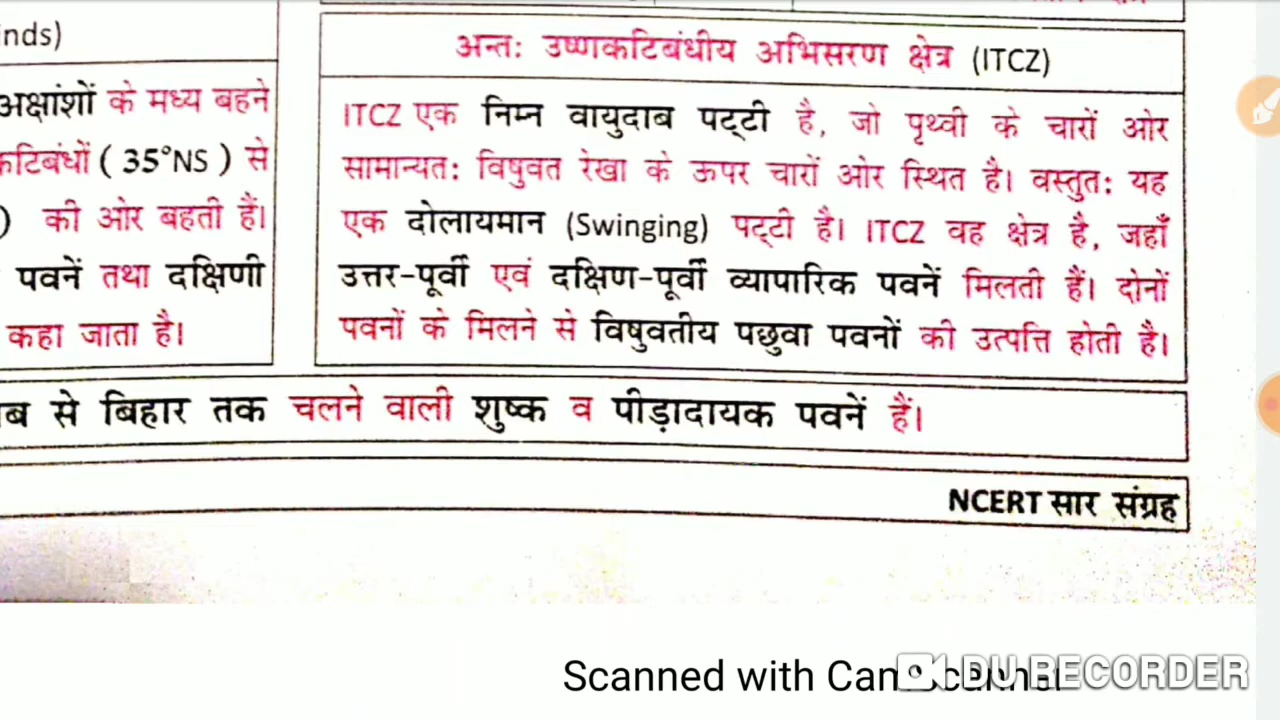 nds)
अक्षांशों के मध्य बहने
कटिबंधों ( 35°NS ) से
) की ओर बहती हैं।
पवनें तथा दक्षिणी
कहा जाता है।
अन्त: उष्णकटिबंधीय अभिसरण क्षेत्र (ITCZ)
ITCZ एक निम्न वायुदाब पट्टी है, जो पृथ्वी के चारों ओर
सामान्यत: विषुवत रेखा के ऊपर चारों ओर स्थित है। वस्तुत: यह
एक दोलायमान (Swinging) पट्टी है। ITCZ वह क्षेत्र है, जहाँ
उत्तर-पूर्वी एवं दक्षिण-पूर्वी व्यापारिक पवनें मिलती हैं। दोनों
पवनों के मिलने से विषुवतीय पछुवा पवनों की उत्पत्ति होती है।
ब से बिहार तक चलने वाली शुष्क व पीड़ादायक पवनें हैं।
NCERT सार संग्रह
Scanned with CamScanner
DU RECORDER